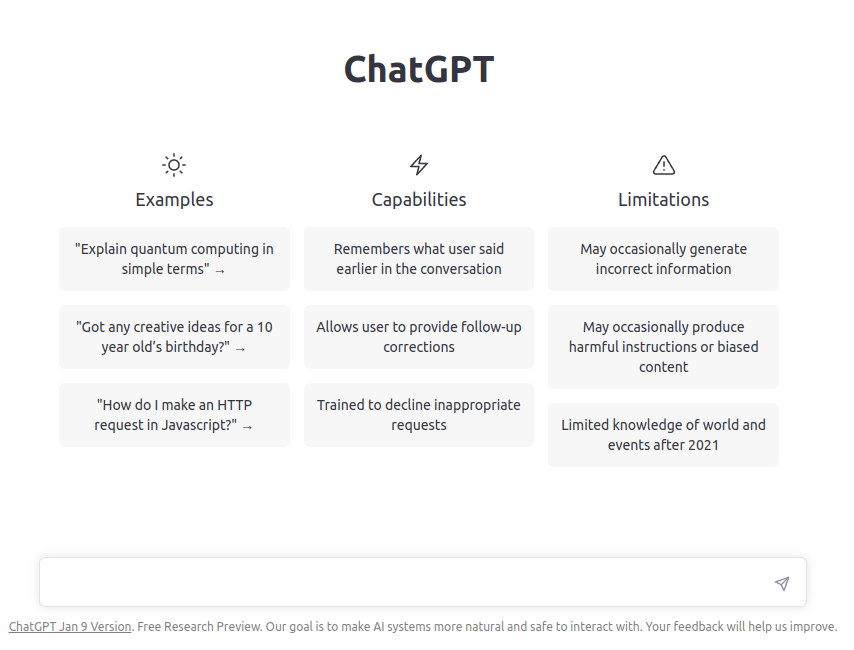 ChatGPT
Examples
"Explain quantum computing in
simple terms" →
"Got any creative ideas for a 10
year old’s birthday?" →
"How do I make an HTTP
request in Javascript?" →
Capabilities
Remembers what user said
earlier in the conversation
Allows user to provide follow-up
corrections
Trained to decline inappropriate
requests
Limitations
May occasionally generate
incorrect information
May occasionally produce
harmful instructions or biased
content
Limited knowledge of world and
events after 2021
ChatGPT Jan 9 Version. Free Research Preview. Our goal is to make AI systems more natural and safe to interact with. Your feedback will help us improve.